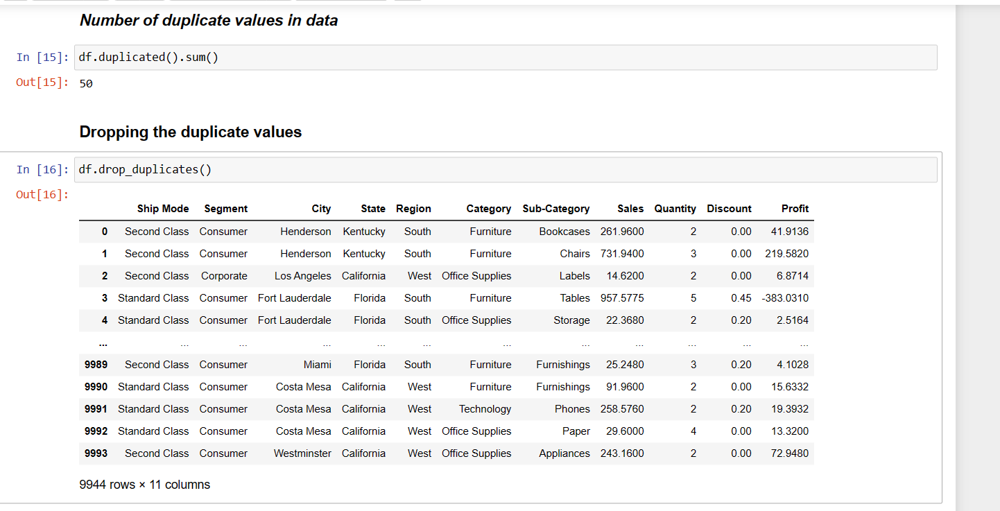 Number of duplicate values in data
In [15]: df.duplicated().sum()
Out[15]: 50
Dropping the duplicate values
In [16]: df.drop_duplicates()
Out[16]:
Ship Mode Segment City State Region Category Sub-Category Sales Quantity Discount Profit
0 Second Class Consumer Henderson Kentucky South Furniture Bookcases 261.9600 2 0.00 41.9136
1 Second Class Consumer Henderson Kentucky South Furniture Chairs 731.9400 3 0.00 219.5820
2 Second Class Corporate Los Angeles California West Office Supplies Labels 14.6200 2 0.00 6.8714
3 Standard Class Consumer Fort Lauderdale Florida South Furniture Tables 957.5775 5 0.45 -383.0310
4 Standard Class Consumer Fort Lauderdale Florida South Office Supplies Storage 22.3680 2 0.20 2.5164
... ... ... ... ... ... ... ... ... ... ... ...
9989 Second Class Consumer Miami Florida South Furniture Furnishings 25.2480 3 0.20 4.1028
9990 Standard Class Consumer Costa Mesa California West Furniture Furnishings 91.9600 2 0.00 15.6332
9991 Standard Class Consumer Costa Mesa California West Technology Phones 258.5760 2 0.20 19.3932
9992 Standard Class Consumer Costa Mesa California West Office Supplies Paper 29.6000 4 0.00 13.3200
9993 Second Class Consumer Westminster California West Office Supplies Appliances 243.1600 2 0.00 72.9480
9944 rows × 11 columns